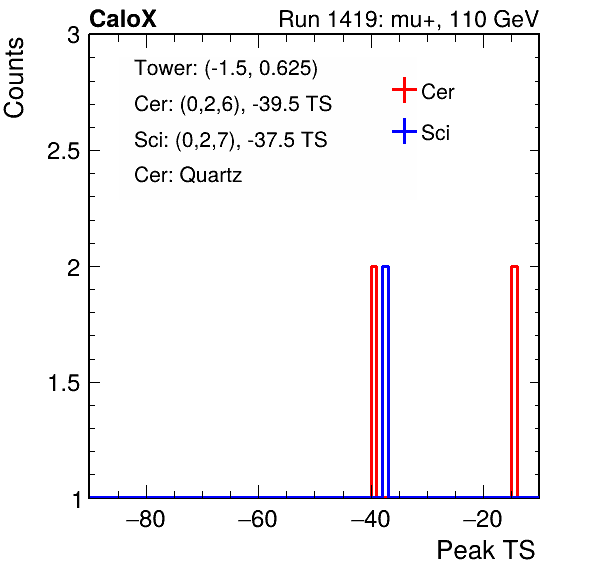 CaloX Run 1419: mu+, 110 GeV
Counts
3
2.5
2
1.5
1
Tower: (-1.5, 0.625)
Cer: (0,2,6), -39.5 TS
Sci: (0,2,7), -37.5 TS
Cer: Quartz
Cer
Sci
−80 −60 −40 −20
Peak TS